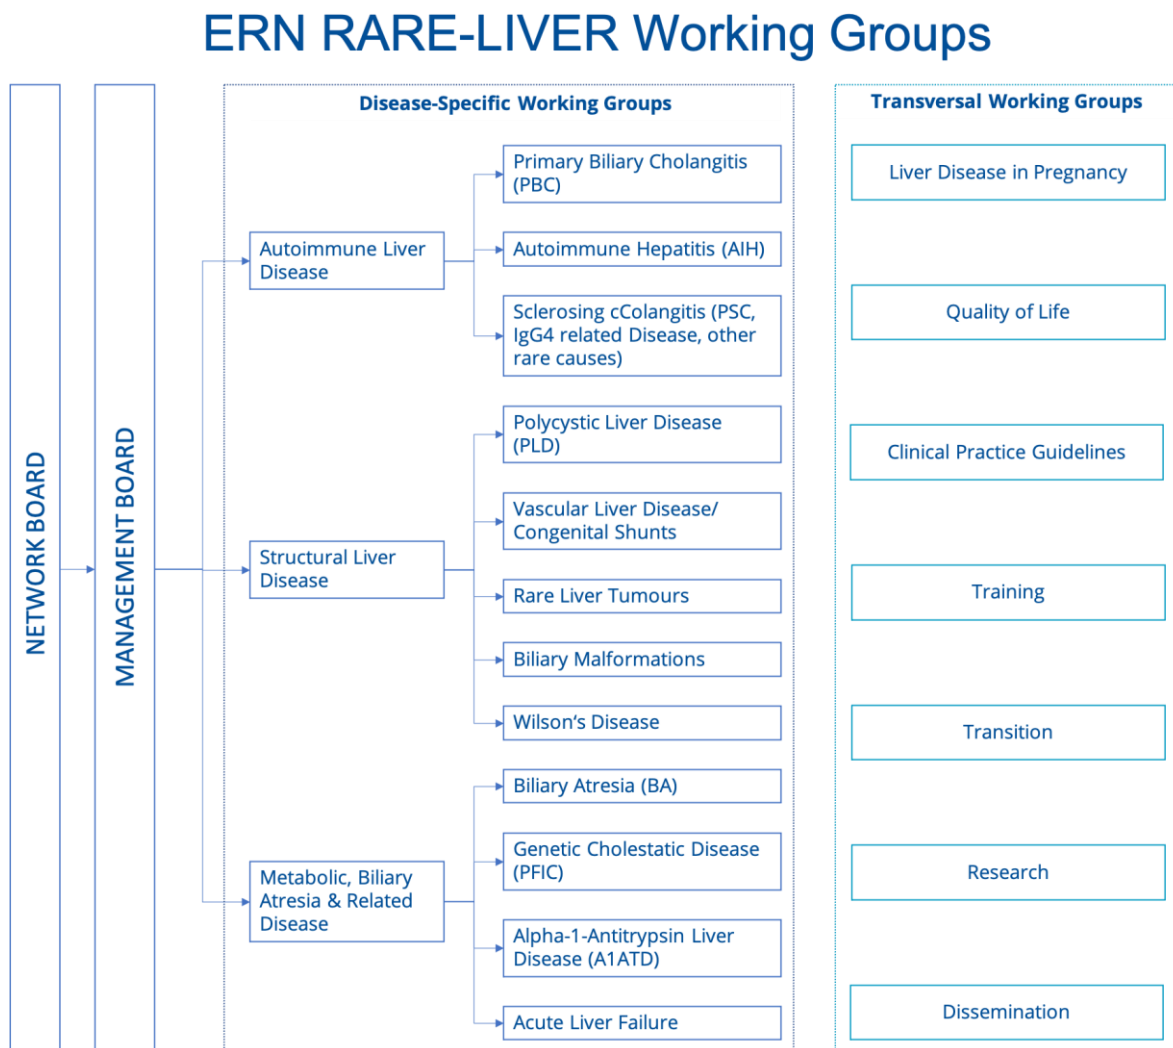 ERN RARE-LIVER Working Groups
NETWORK BOARD
MANAGEMENT BOARD
Disease-Specific Working Groups
Autoimmune Liver
Disease
Primary Biliary Cholangitis
(PBC)
Autoimmune Hepatitis (AIH)
Sclerosing cColangitis (PSC,
IgG4 related Disease, other
rare causes)
Structural Liver
Disease
Polycystic Liver Disease
(PLD)
Vascular Liver Disease/
Congenital Shunts
Rare Liver Tumours
Biliary Malformations
Wilson‘s Disease
Metabolic, Biliary
Atresia & Related
Disease
Biliary Atresia (BA)
Genetic Cholestatic Disease
(PFIC)
Alpha-1-Antitrypsin Liver
Disease (A1ATD)
Acute Liver Failure
Transversal Working Groups
Liver Disease in Pregnancy
Quality of Life
Clinical Practice Guidelines
Training
Transition
Research
Dissemination